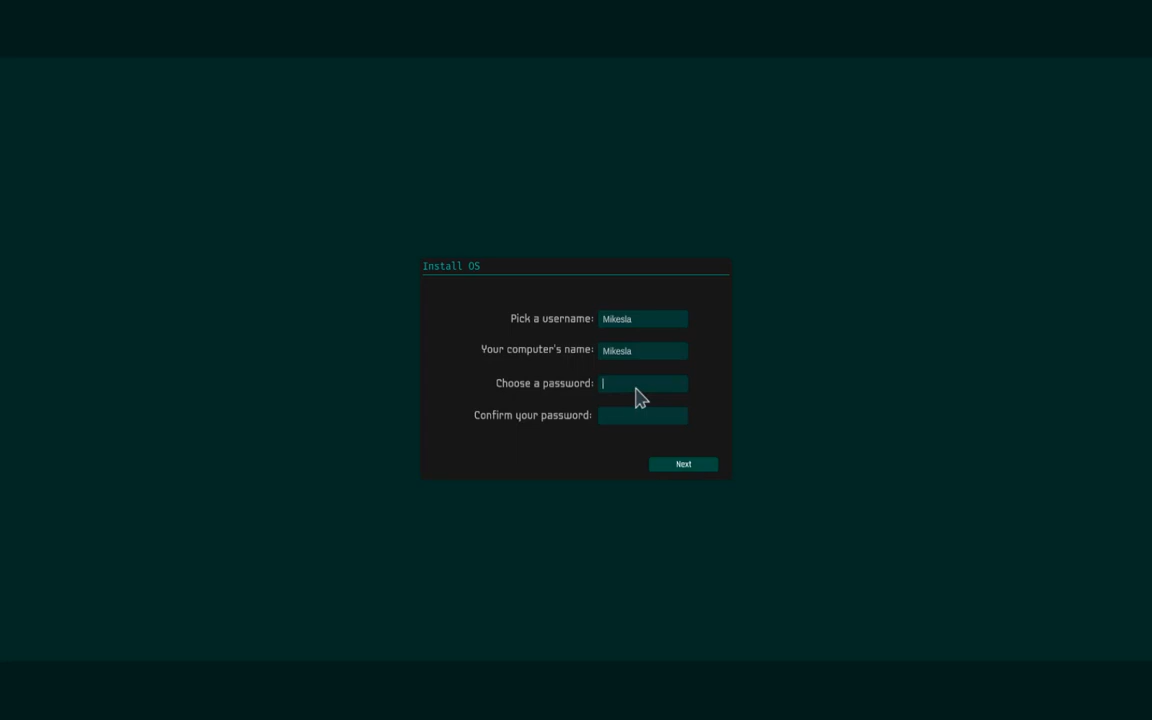 Install OS
Pick a username: Mikesla
Your computer's name: Mikesla
Choose a password:
Confirm your password:
Next